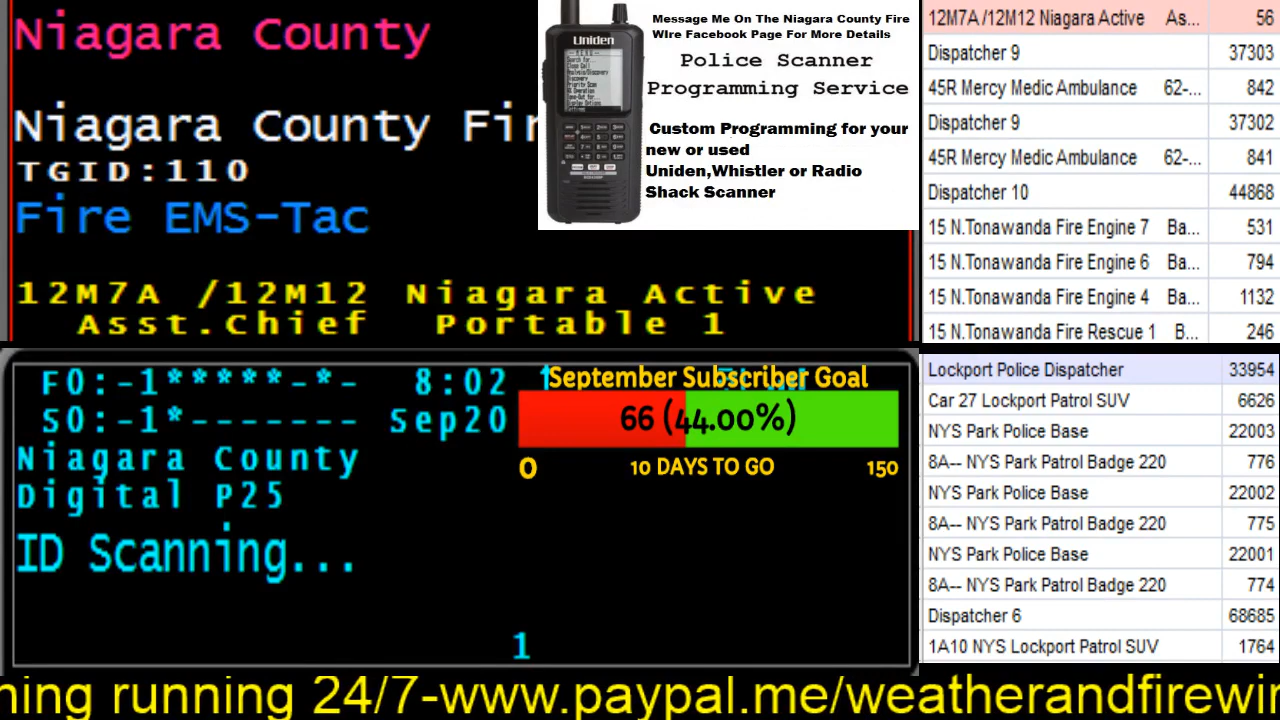 Niagara County
Niagara County Fir
TGID:110
Fire EMS-Tac
12M7A /12M12 Niagara Active
Asst.Chief Portable 1
Uniden
Message Me On The Niagara County Fire
WIre Facebook Page For More Details
Police Scanner
Programming Service
Custom Programming for your
new or used
Uniden,Whistler or Radio
Shack Scanner
12M7A /12M12 Niagara Active As... 56
Dispatcher 9 37303
45R Mercy Medic Ambulance 62-... 842
Dispatcher 9 37302
45R Mercy Medic Ambulance 62-... 841
Dispatcher 10 44868
15 N.Tonawanda Fire Engine 7 Ba... 531
15 N.Tonawanda Fire Engine 6 Ba... 794
15 N.Tonawanda Fire Engine 4 Ba... 1132
15 N.Tonawanda Fire Rescue 1 B... 246
F0:-1*****-*- 8:02
S0:-1*------- Sep20
Niagara County
Digital P25
ID Scanning...
1
September Subscriber Goal
66 (44.00%)
0 10 DAYS TO GO 150
Lockport Police Dispatcher 33954
Car 27 Lockport Patrol SUV 6626
NYS Park Police Base 22003
8A-- NYS Park Patrol Badge 220 776
NYS Park Police Base 22002
8A-- NYS Park Patrol Badge 220 775
NYS Park Police Base 22001
8A-- NYS Park Patrol Badge 220 774
Dispatcher 6 68685
1A10 NYS Lockport Patrol SUV 1764
ning running 24/7-www.paypal.me/weatherandfirewir